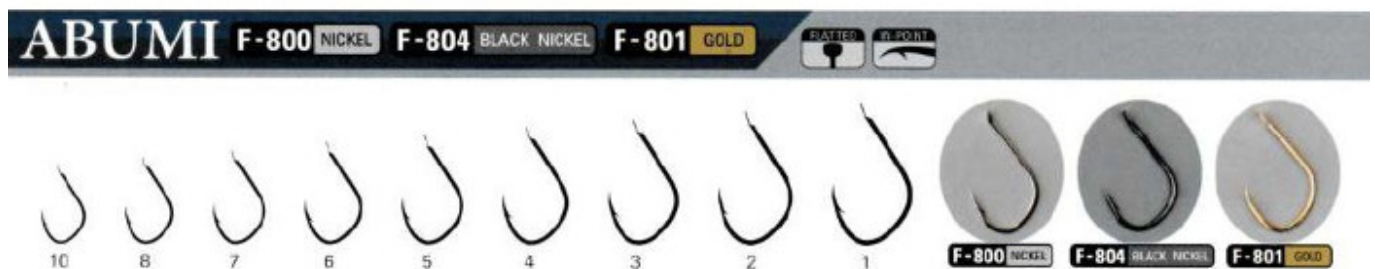 ABUMI F-800 NICKEL F-804 BLACK NICKEL F-801 GOLD FLATTED IN-POINT
10 8 7 6 5 4 3 2 1
F-800 NICKEL F-804 BLACK NICKEL F-801 GOLD